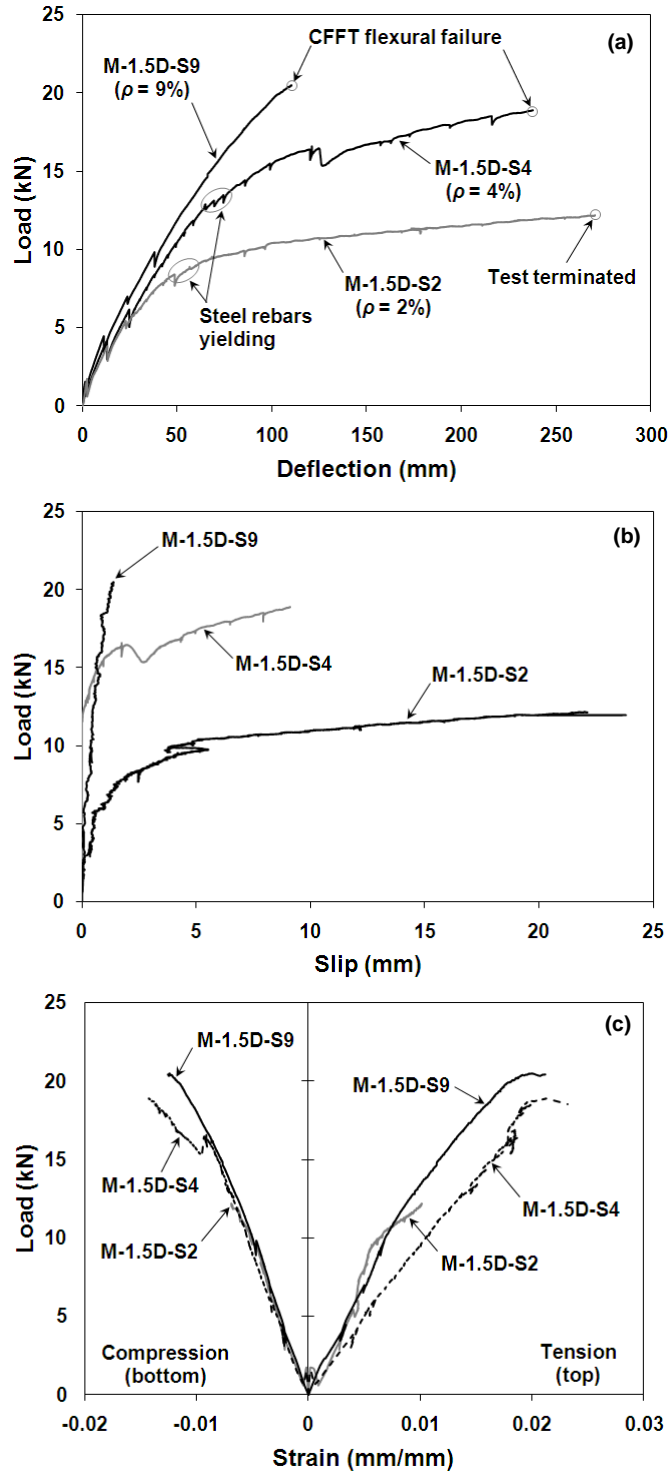 25
20
15
10
5
0
Load (kN)
CFFT flexural failure
(a)
M-1.5D-S9
(ρ = 9%)
M-1.5D-S4
(ρ = 4%)
M-1.5D-S2
(ρ = 2%)
Steel rebars
yielding
Test terminated
0 50 100 150 200 250 300
Deflection (mm)
25
20
15
10
5
0
Load (kN)
(b)
M-1.5D-S9
M-1.5D-S4
M-1.5D-S2
0 5 10 15 20 25
Slip (mm)
25
20
15
10
5
0
Load (kN)
(c)
M-1.5D-S9
M-1.5D-S9
M-1.5D-S4
M-1.5D-S4
M-1.5D-S2
M-1.5D-S2
Compression
(bottom)
Tension
(top)
-0.02 -0.01 0 0.01 0.02 0.03
Strain (mm/mm)